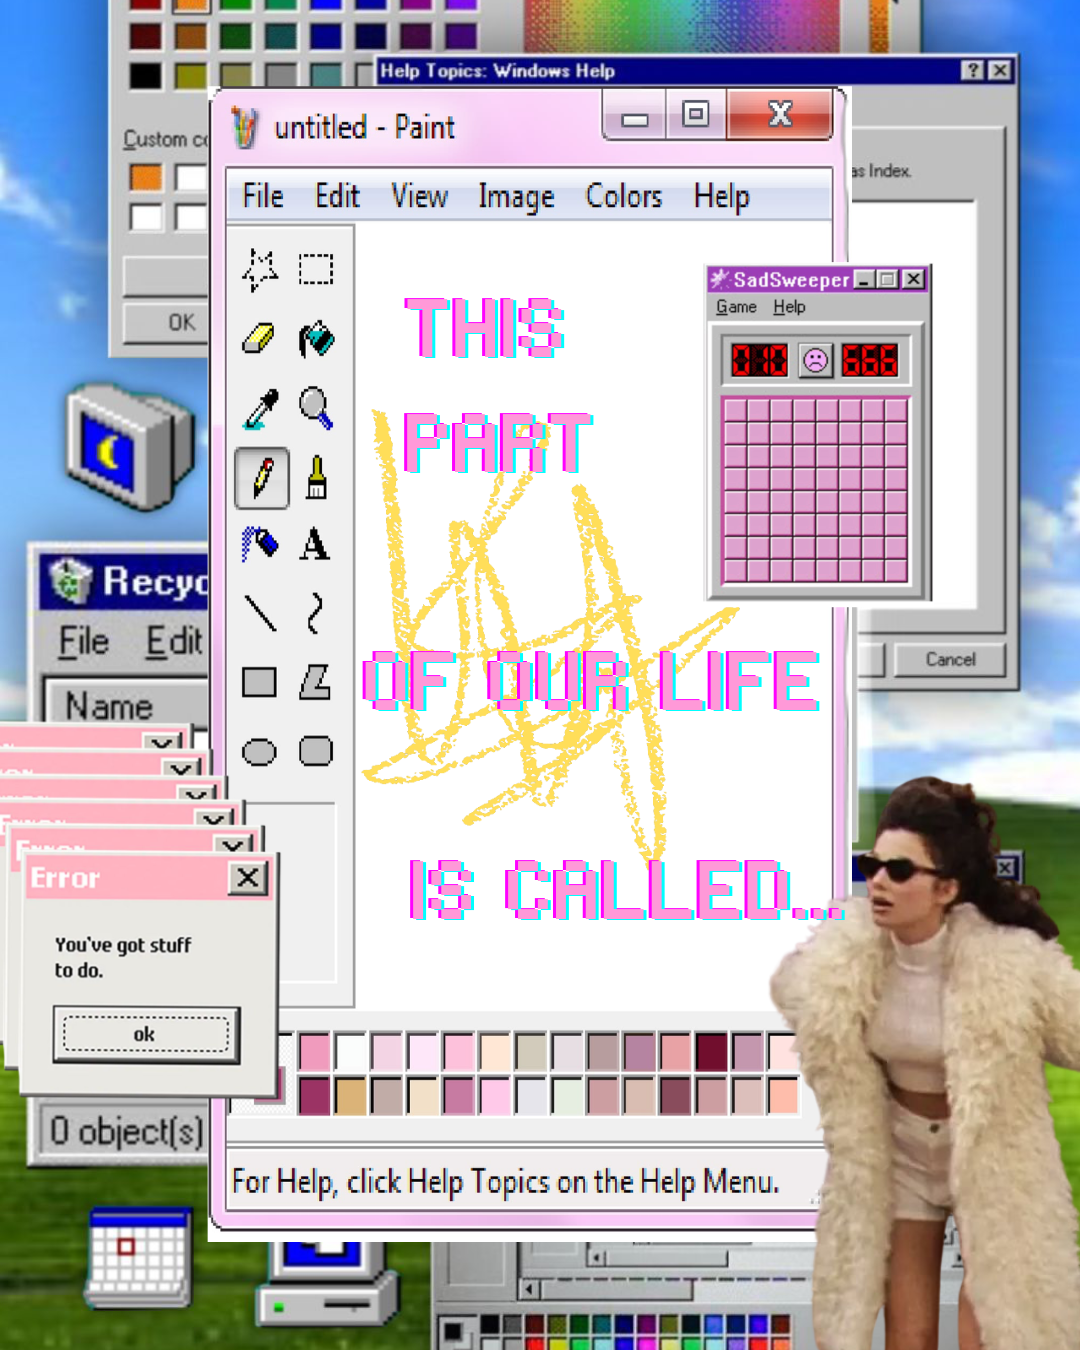 Help Topics: Windows Help
untitled - Paint
Custom
as Index.
File Edit View Image Colors Help
SadSweeper
Game Help
THIS
OK
PART
Recyc
File Edit
OF OUR LIFE
Cancel
Name
Error
Error
IS CALLED...
You've got stuff
to do.
ok
0 object(s)
For Help, click Help Topics on the Help Menu.